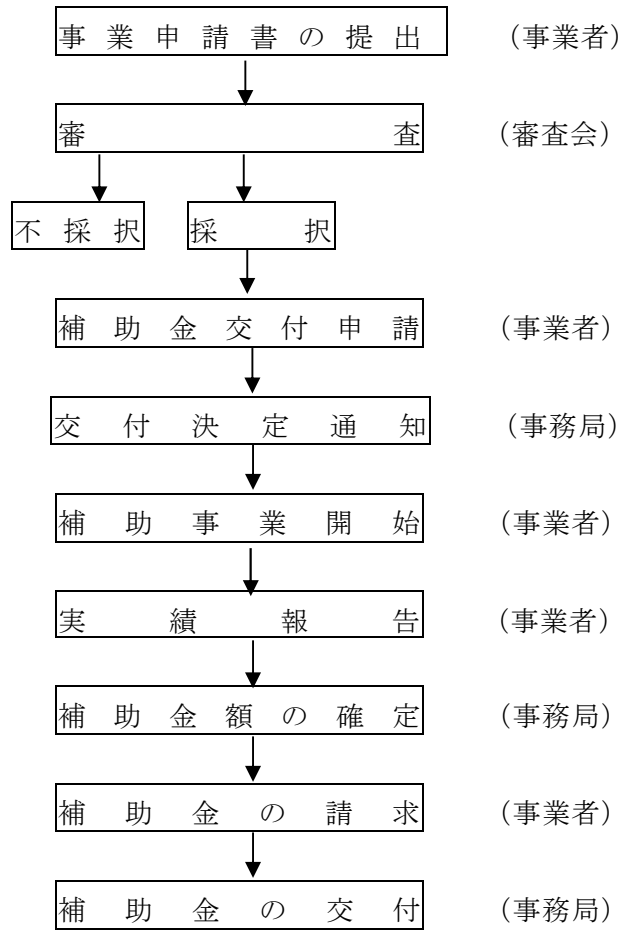 事業申請書の提出 （事業者）
審査 （審査会）
不採択 採択
補助金交付申請 （事業者）
交付決定通知 （事務局）
補助事業開始 （事業者）
実績報告 （事業者）
補助金額の確定 （事務局）
補助金の請求 （事業者）
補助金の交付 （事務局）